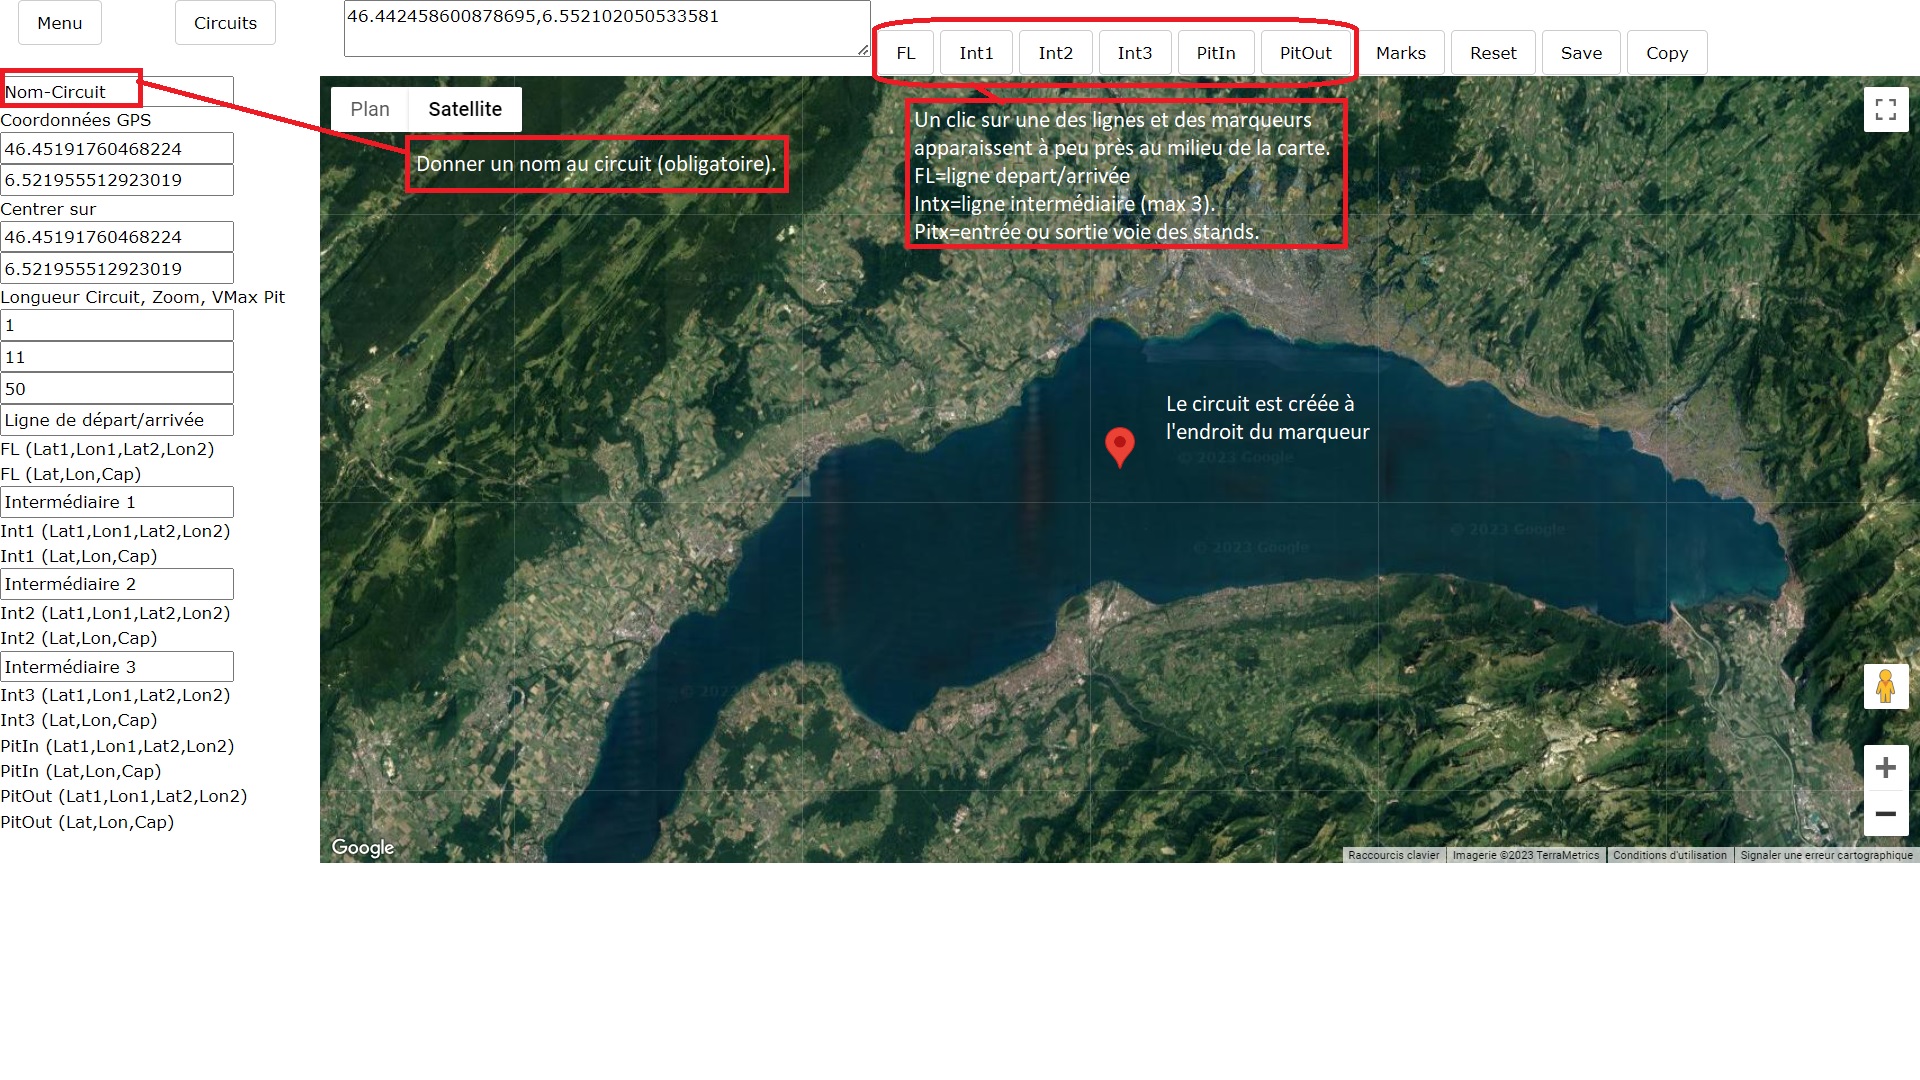 Menu
Circuits
46.442458600878695,6.552102050533581
FL
Int1
Int2
Int3
PitIn
PitOut
Marks
Reset
Save
Copy
Nom-Circuit
Coordonnées GPS
46.45191760468224
6.521955512923019
Centrer sur
46.45191760468224
6.521955512923019
Longueur Circuit, Zoom, VMax Pit
1
11
50
Ligne de départ/arrivée
FL (Lat1,Lon1,Lat2,Lon2)
FL (Lat,Lon,Cap)
Intermédiaire 1
Int1 (Lat1,Lon1,Lat2,Lon2)
Int1 (Lat,Lon,Cap)
Intermédiaire 2
Int2 (Lat1,Lon1,Lat2,Lon2)
Int2 (Lat,Lon,Cap)
Intermédiaire 3
Int3 (Lat1,Lon1,Lat2,Lon2)
Int3 (Lat,Lon,Cap)
PitIn (Lat1,Lon1,Lat2,Lon2)
PitIn (Lat,Lon,Cap)
PitOut (Lat1,Lon1,Lat2,Lon2)
PitOut (Lat,Lon,Cap)
Plan
Satellite
Donner un nom au circuit (obligatoire).
Un clic sur une des lignes et des marqueurs
apparaissent à peu près au milieu de la carte.
FL=ligne depart/arrivée
Intx=ligne intermédiaire (max 3).
Pitx=entrée ou sortie voie des stands.
Le circuit est créée à
l'endroit du marqueur
© 2023 Google
© 2023 Google
© 2023 Google
Google
Raccourcis clavier
Imagerie ©2023 TerraMetrics
Conditions d'utilisation
Signaler une erreur cartographique